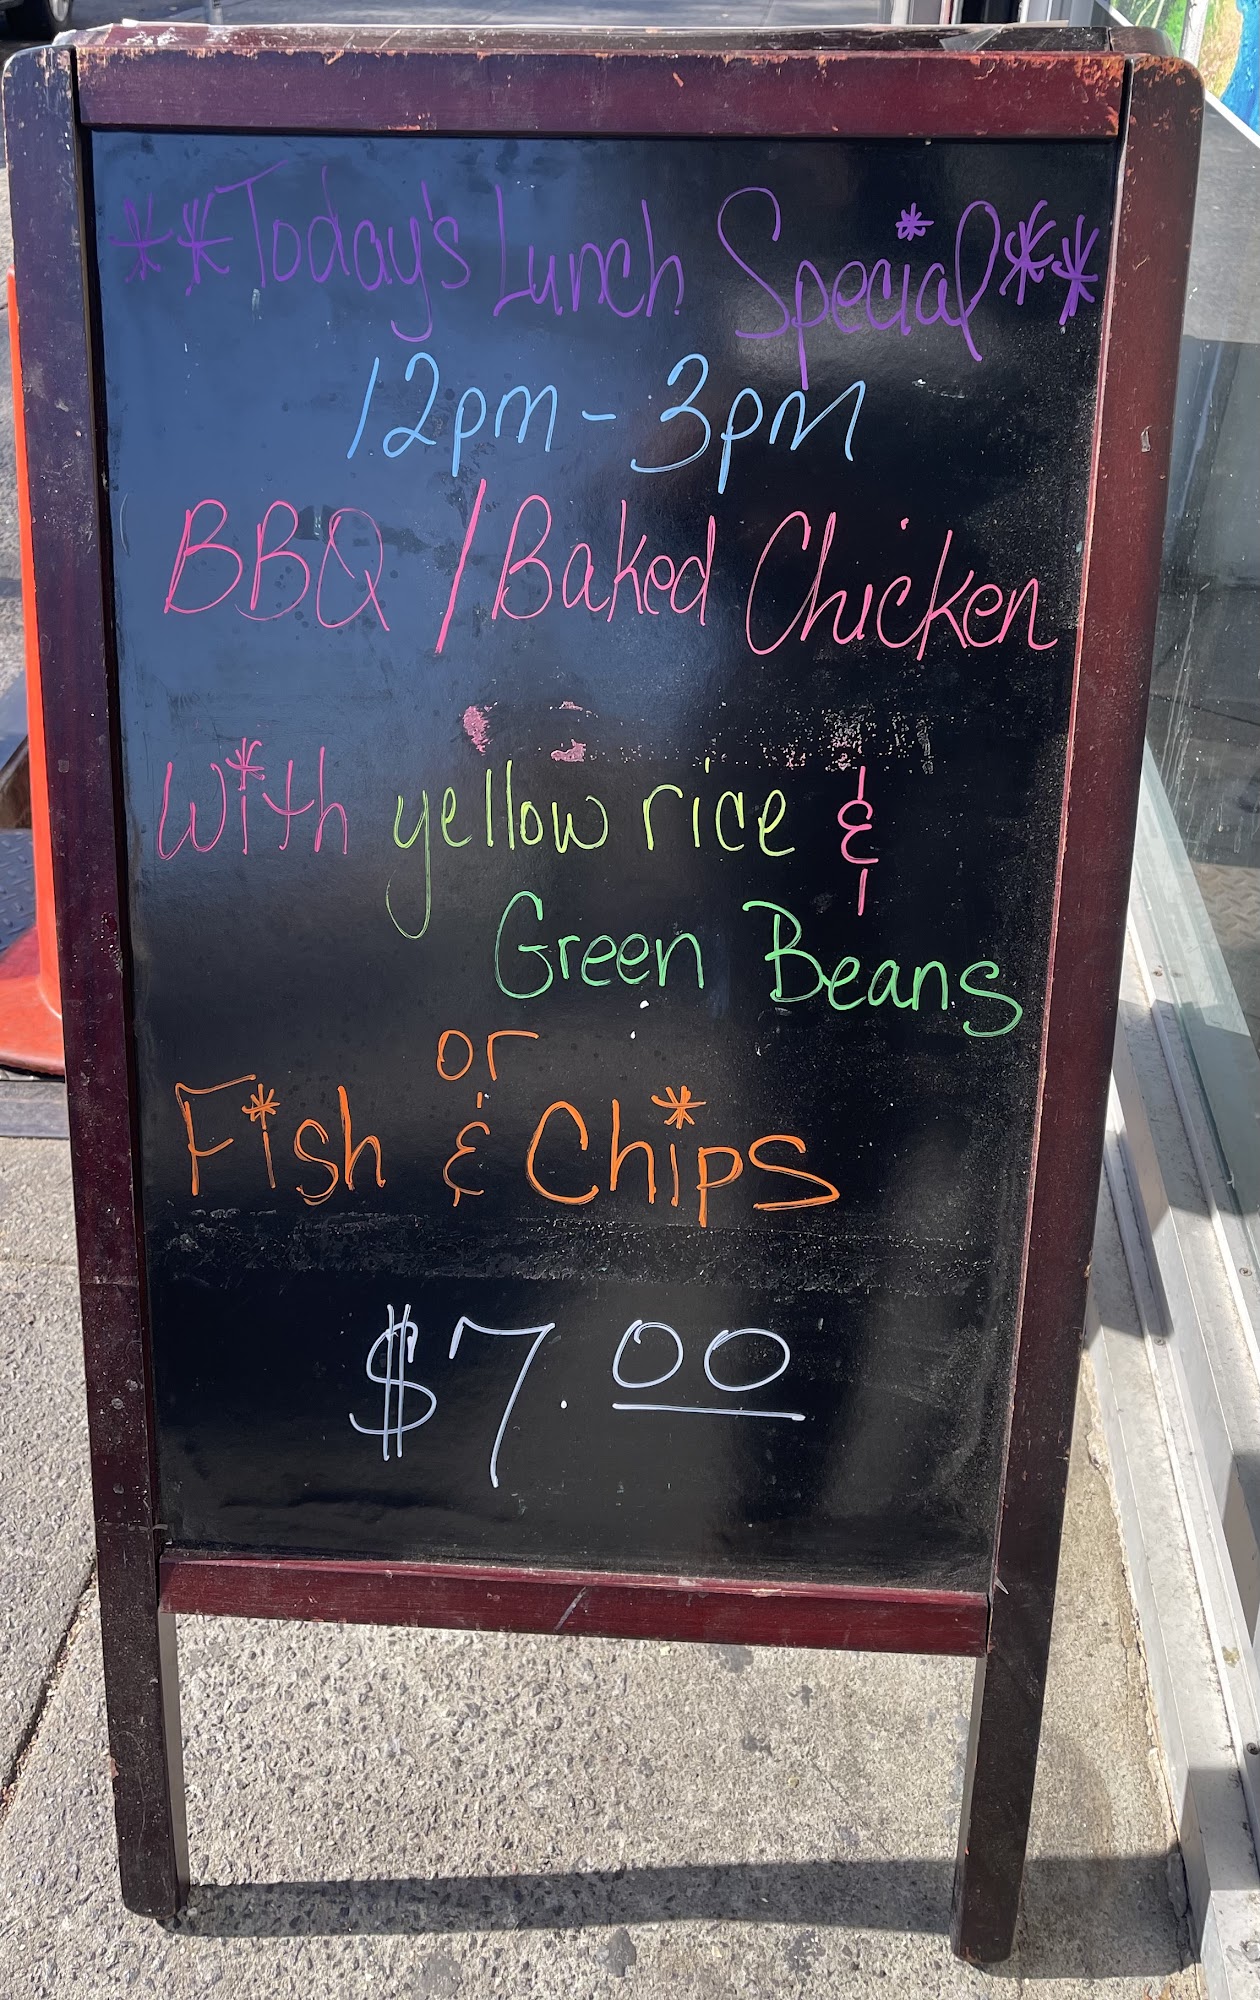 **Today's Lunch Special**
12pm - 3pm
BBQ / Baked Chicken
with yellow rice &
Green Beans
or
Fish & Chips
$7.00